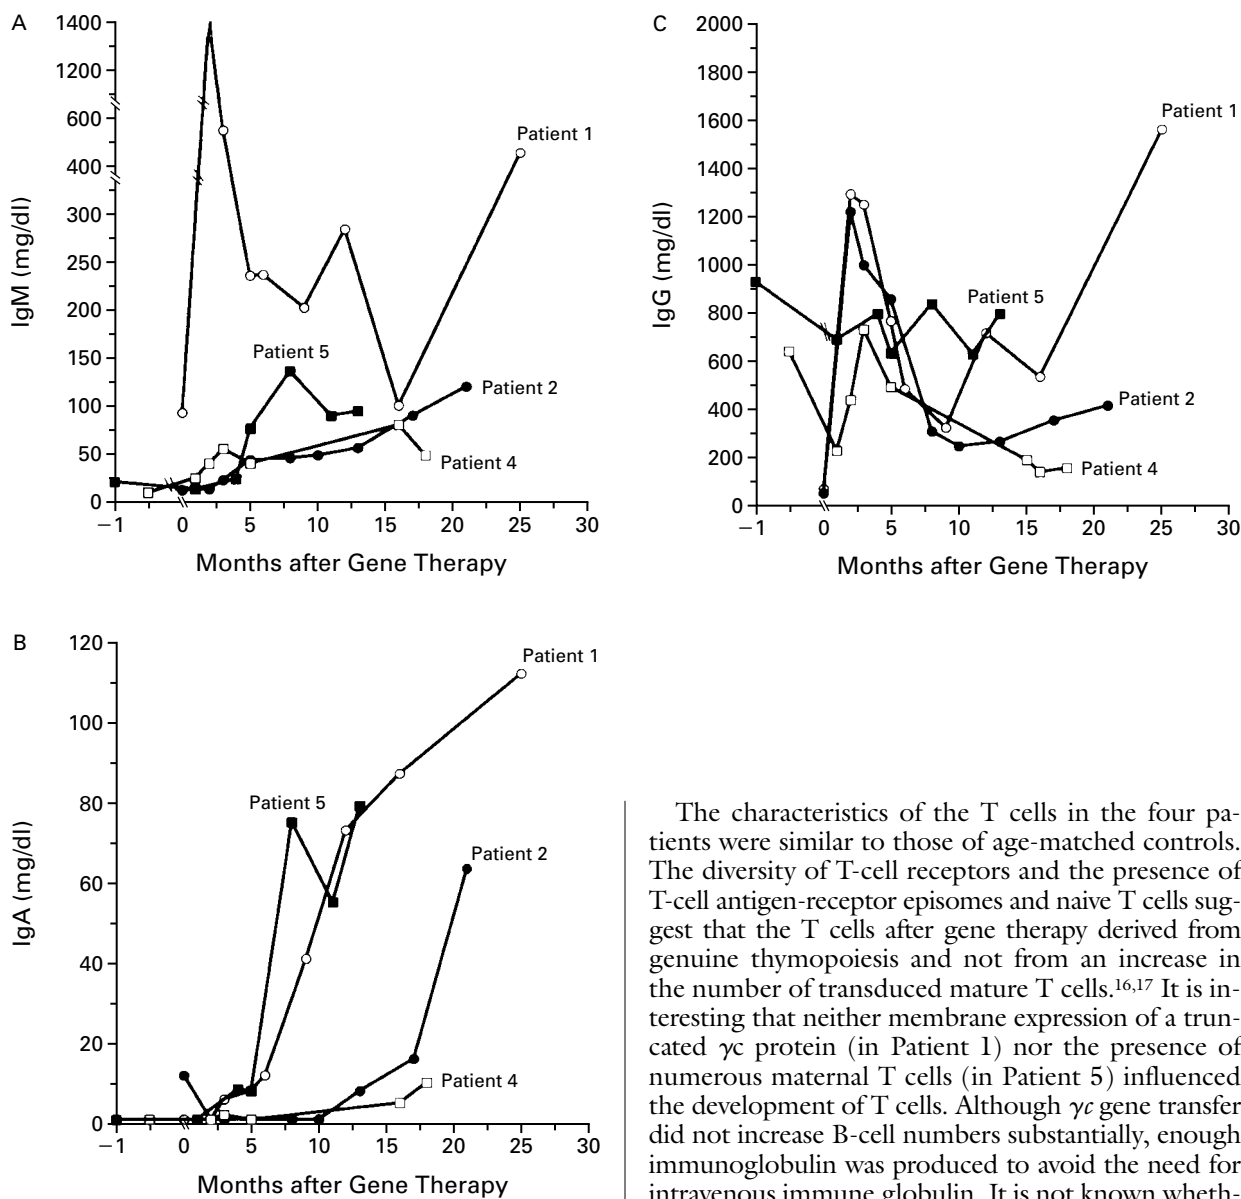 A
1400
1200
600
400
300
250
200
150
100
50
0
IgM (mg/dl)
Patient 1
Patient 5
Patient 2
Patient 4
−1 0 5 10 15 20 25 30
Months after Gene Therapy
C
2000
1800
1600
1400
1200
1000
800
600
400
200
0
IgG (mg/dl)
Patient 1
Patient 5
Patient 2
Patient 4
−1 0 5 10 15 20 25 30
Months after Gene Therapy
B
120
100
80
60
40
20
0
IgA (mg/dl)
Patient 1
Patient 5
Patient 2
Patient 4
−1 0 5 10 15 20 25 30
Months after Gene Therapy
The characteristics of the T cells in the four pa-
tients were similar to those of age-matched controls.
The diversity of T-cell receptors and the presence of
T-cell antigen-receptor episomes and naive T cells sug-
gest that the T cells after gene therapy derived from
genuine thymopoiesis and not from an increase in
the number of transduced mature T cells.16,17 It is in-
teresting that neither membrane expression of a trun-
cated γc protein (in Patient 1) nor the presence of
numerous maternal T cells (in Patient 5) influenced
the development of T cells. Although γc gene transfer
did not increase B-cell numbers substantially, enough
immunoglobulin was produced to avoid the need for
intravenous immune globulin. It is not known wheth-